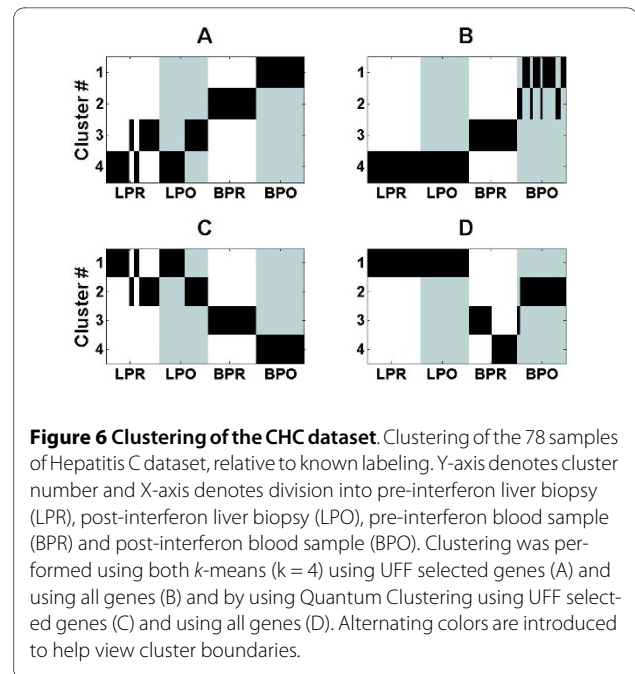 A
B
Cluster #
1
2
3
4
LPR LPO BPR BPO
1
2
3
4
LPR LPO BPR BPO
C
D
Cluster #
1
2
3
4
LPR LPO BPR BPO
1
2
3
4
LPR LPO BPR BPO
Figure 6 Clustering of the CHC dataset. Clustering of the 78 samples
of Hepatitis C dataset, relative to known labeling. Y-axis denotes cluster
number and X-axis denotes division into pre-interferon liver biopsy
(LPR), post-interferon liver biopsy (LPO), pre-interferon blood sample
(BPR) and post-interferon blood sample (BPO). Clustering was per-
formed using both k-means (k = 4) using UFF selected genes (A) and
using all genes (B) and by using Quantum Clustering using UFF select-
ed genes (C) and using all genes (D). Alternating colors are introduced
to help view cluster boundaries.